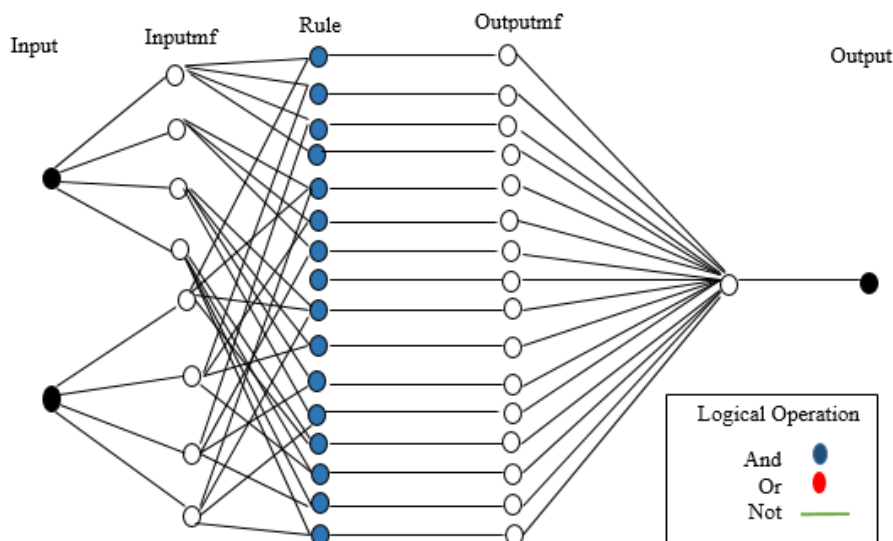 Input
Inputmf
Rule
Outputmf
Output
Logical Operation
And
Or
Not